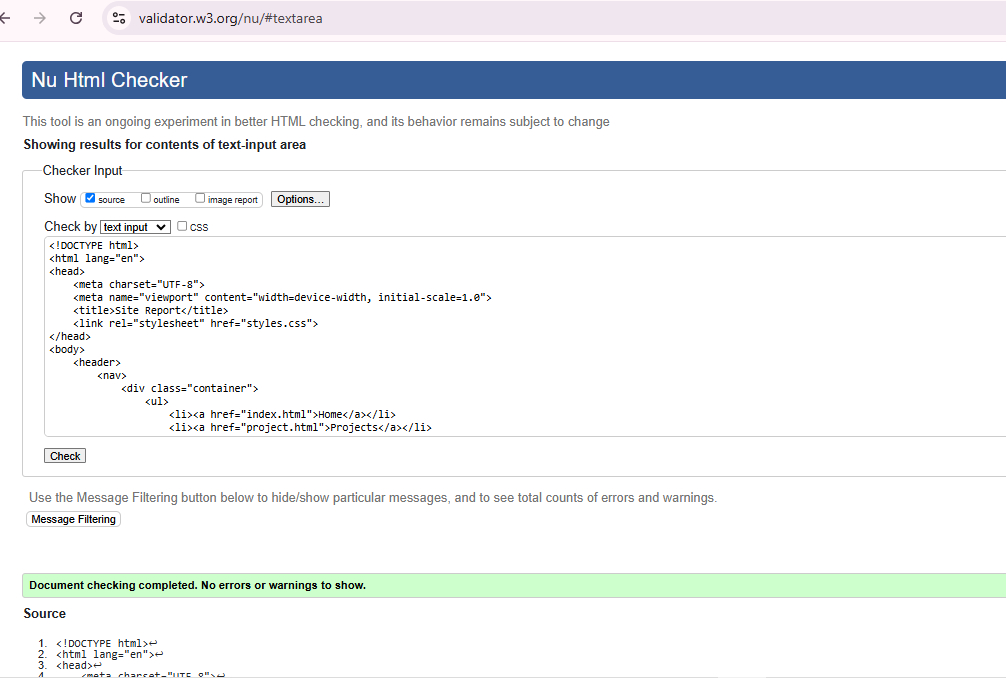 validator.w3.org/nu/#textarea
Nu Html Checker
This tool is an ongoing experiment in better HTML checking, and its behavior remains subject to change
Showing results for contents of text-input area
Checker Input
Show source outline image report Options...
Check by text input CSS
<!DOCTYPE html>
<html lang="en">
<head>
    <meta charset="UTF-8">
    <meta name="viewport" content="width=device-width, initial-scale=1.0">
    <title>Site Report</title>
    <link rel="stylesheet" href="styles.css">
</head>
<body>
    <header>
        <nav>
            <div class="container">
                <ul>
                    <li><a href="index.html">Home</a></li>
                    <li><a href="project.html">Projects</a></li>
Check
Use the Message Filtering button below to hide/show particular messages, and to see total counts of errors and warnings.
Message Filtering
Document checking completed. No errors or warnings to show.
Source
1. <!DOCTYPE html>↩
2. <html lang="en">↩
3. <head>↩
4.     <meta charset="UTF-8">↩